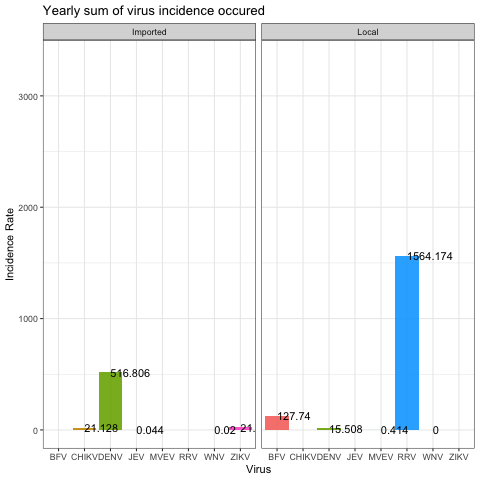 Yearly sum of virus incidence occured
Imported
Local
3000
2000
1000
0
Incidence Rate
1564.174
516.806
21.128
0.044
0.02
21.
127.74
15.508
0.414
0
BFV CHIKV DENV JEV MVEV RRV WNV ZIKV
BFV CHIKV DENV JEV MVEV RRV WNV ZIKV
Virus